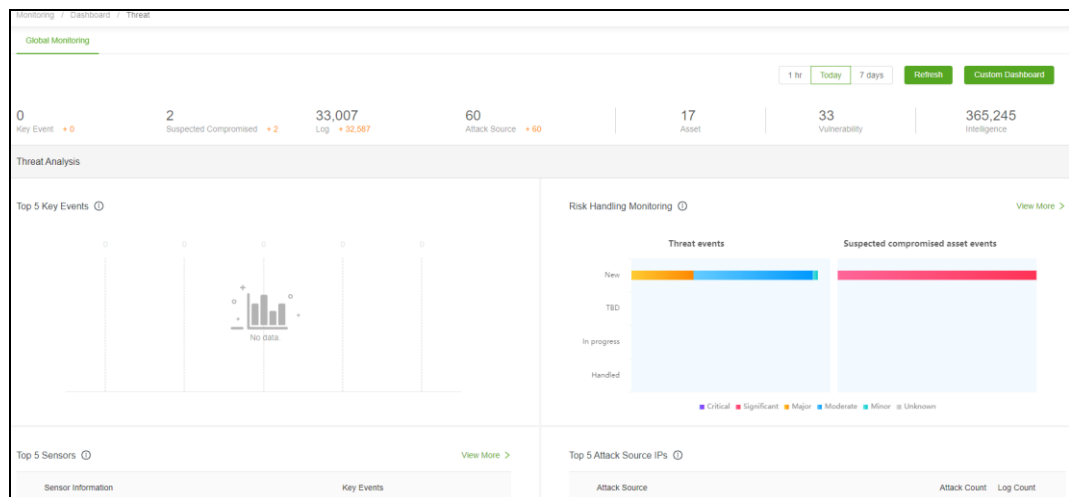 Monitoring / Dashboard / Threat
Global Monitoring
1 hr Today 7 days Refresh Custom Dashboard
0 2 33,007 60 17 33 365,245
Key Event + 0 Suspected Compromised + 2 Log + 32,587 Attack Source + 60 Asset Vulnerability Intelligence
Threat Analysis
Top 5 Key Events
0 0 0 0 0
No data
Risk Handling Monitoring View More >
Threat events Suspected compromised asset events
New
TBD
In progress
Handled
Critical Significant Major Moderate Minor Unknown
Top 5 Sensors View More >
Sensor Information Key Events
Top 5 Attack Source IPs
Attack Source Attack Count Log Count